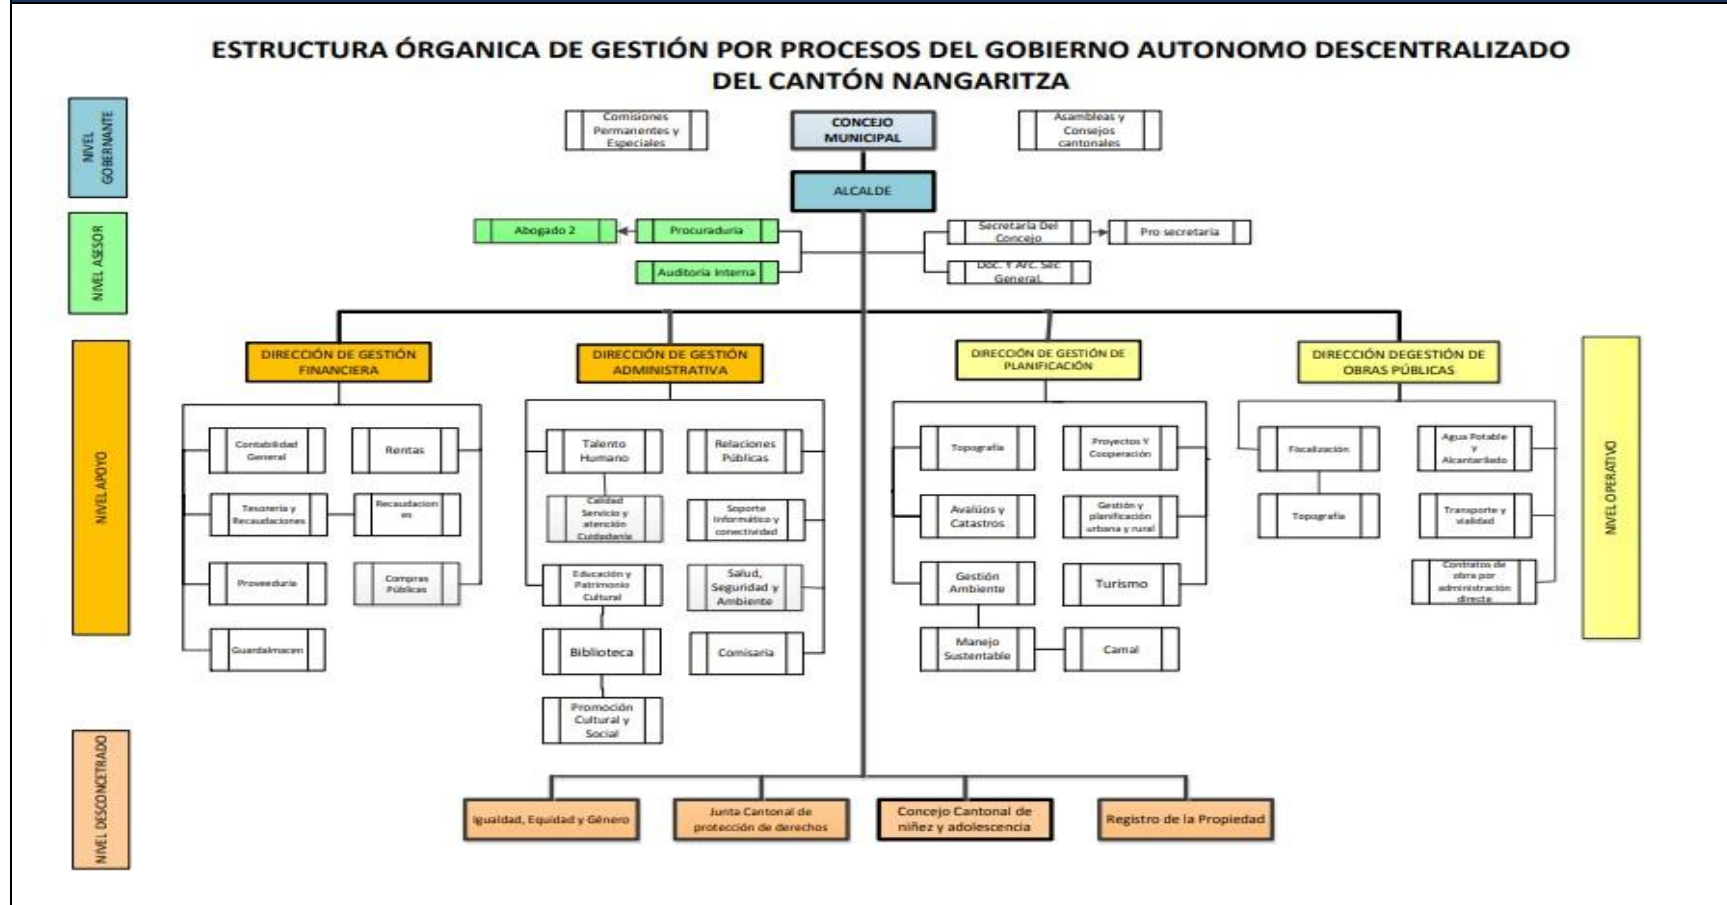 ESTRUCTURA ÓRGANICA DE GESTIÓN POR PROCESOS DEL GOBIERNO AUTONOMO DESCENTRALIZADO
DEL CANTÓN NANGARITZA
NIVEL
GOBERNANTE
Comisiones
Permanentes y
Especiales
CONCEJO
MUNICIPAL
Asambleas y
Consejos
cantonales
ALCALDE
NIVEL ASESOR
Abogado 2
Procuraduria
Secretaría Del
Concejo
Pro secretaria
Auditoría Interna
Doc. Y Arc. Sec
General.
NIVEL APOYO
DIRECCIÓN DE GESTIÓN
FINANCIERA
DIRECCIÓN DE GESTIÓN
ADMINISTRATIVA
DIRECCIÓN DE GESTIÓN DE
PLANIFICACIÓN
DIRECCIÓN DEGESTIÓN DE
OBRAS PÚBLICAS
NIVEL OPERATIVO
Contabilidad
General
Rentas
Tesorería y
Recaudaciones
Recaudacion
es
Proveeduría
Compras
Públicas
Guardalmacen
Talento
Humano
Relaciones
Públicas
Calidad
Servicio y
atención
Cuidadanía
Soporte
Informático y
conectividad
Educación y
Patrimonio
Cultural
Salud,
Seguridad y
Ambiente
Biblioteca
Comisaria
Promoción
Cultural y
Social
Topografía
Proyectos Y
Cooperación
Avalúos y
Catastros
Gestión y
planificación
urbana y rural
Gestión
Ambiente
Turismo
Manejo
Sustentable
Camal
Fiscalización
Agua Potable
y
Alcantarilado
Topografía
Transporte y
vialidad
Contratos de
obra por
administración
directa
NIVEL DESCONCETRADO
Igualdad, Equidad y Género
Junta Cantonal de
protección de derechos
Concejo Cantonal de
niñez y adolescencia
Registro de la Propiedad